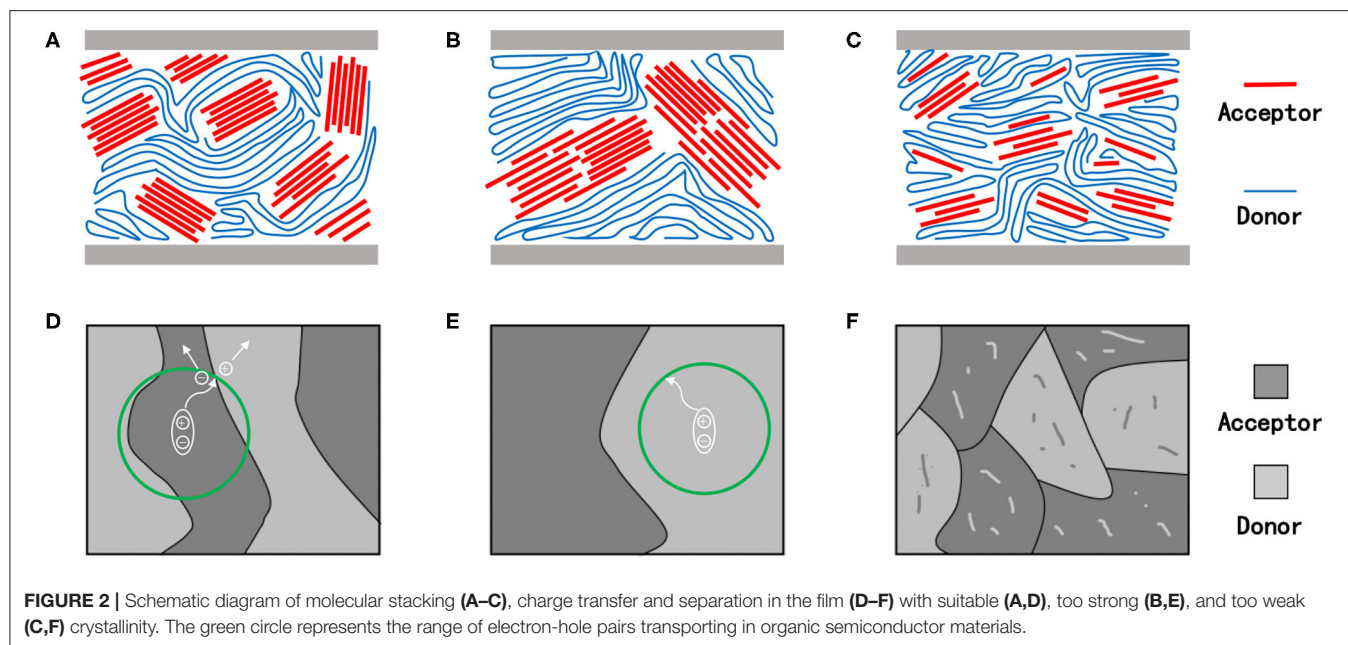 A
B
C
Acceptor
Donor
D
E
F
Acceptor
Donor
FIGURE 2 | Schematic diagram of molecular stacking (A–C), charge transfer and separation in the film (D–F) with suitable (A,D), too strong (B,E), and too weak
(C,F) crystallinity. The green circle represents the range of electron-hole pairs transporting in organic semiconductor materials.